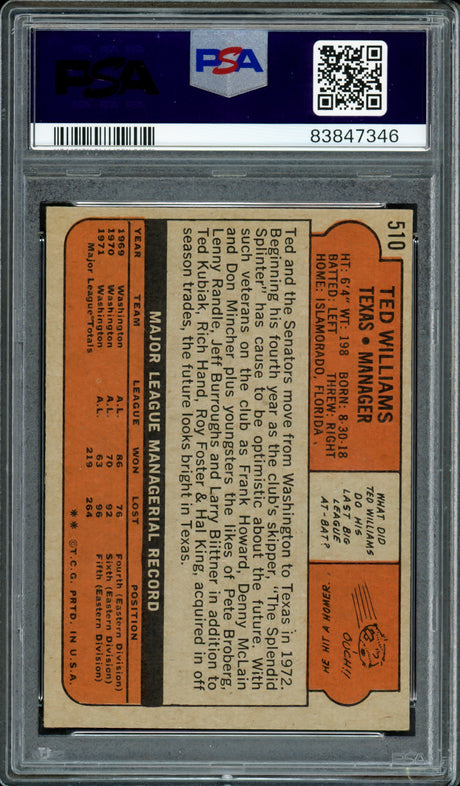 PSA
PSA
83847346
510
TED WILLIAMS
TEXAS • MANAGER
HT: 6'4" WT: 198 BORN: 8-30-18
BATTED: LEFT THREW: RIGHT
HOME: ISLAMORADO, FLORIDA
WHAT DID
TED WILLIAMS
DO HIS
LAST BIG
LEAGUE
AT-BAT?
OUCH!!
HE HIT A HOMER
Ted and the Senators move from Washington to Texas in 1972.
Beginning his fourth year as the club's skipper, "The Splendid
Splinter" has cause to be optimistic about the future. With
such veterans on the club as Frank Howard, Denny McLain
and Don Mincher plus youngsters the likes of Pete Broberg,
Lenny Randle, Jeff Burroughs and Larry Biittner in addition to
Ted Kubiak, Rich Hand, Roy Foster & Hal King, acquired in off
season trades, the future looks bright in Texas.
MAJOR LEAGUE MANAGERIAL RECORD
YEAR TEAM LEAGUE WON LOST POSITION
1969 Washington A.L. 86 76 Fourth (Eastern Division)
1970 Washington A.L. 70 92 Sixth (Eastern Division)
1971 Washington A.L. 63 96 Fifth (Eastern Division)
Major League Totals 219 264
** ©T.C.G. PRTD. IN U.S.A.
PSA